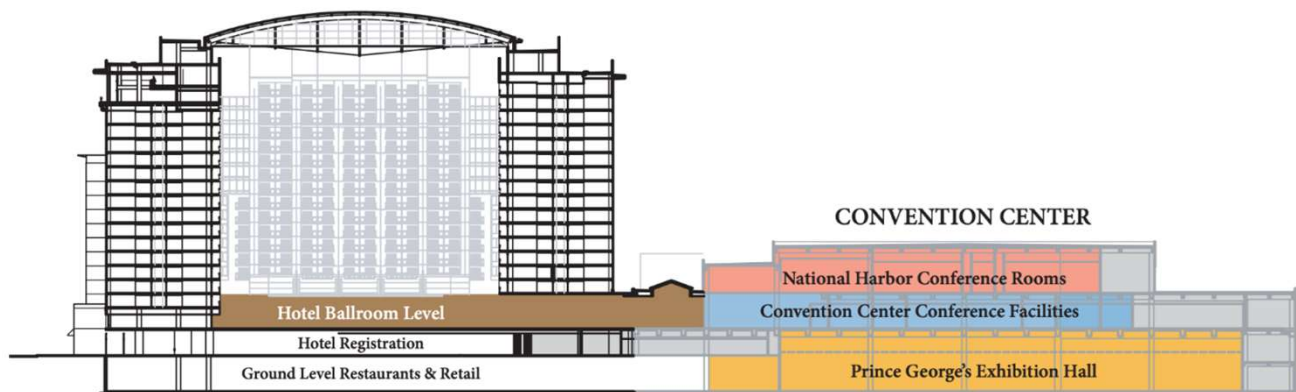 CONVENTION CENTER
National Harbor Conference Rooms
Hotel Ballroom Level
Convention Center Conference Facilities
Hotel Registration
Ground Level Restaurants & Retail
Prince George's Exhibition Hall